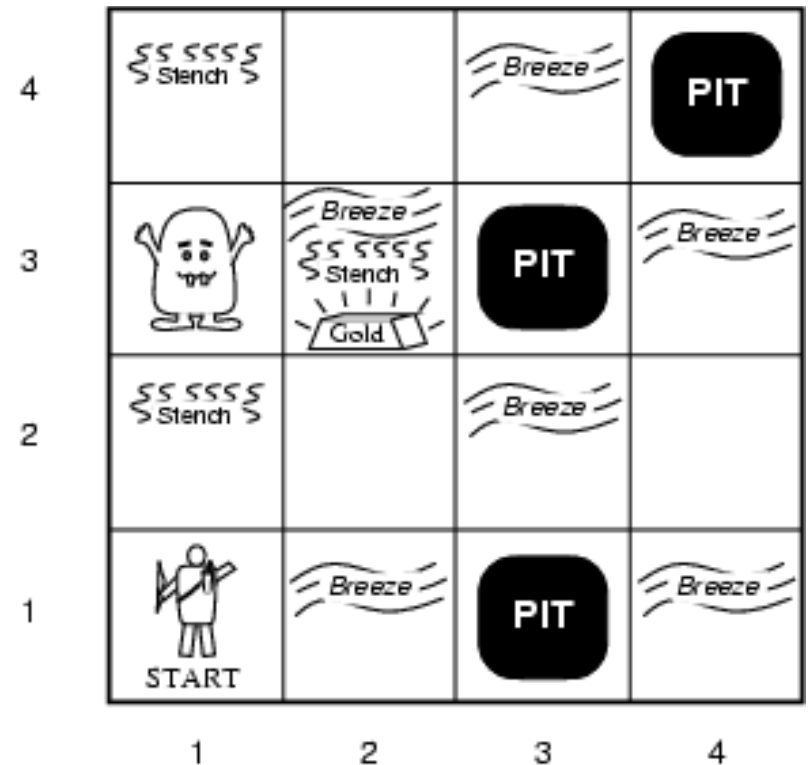 4
Stench
Breeze
PIT
3
Breeze
Stench
Gold
PIT
Breeze
2
Stench
Breeze
1
START
Breeze
PIT
Breeze
1 2 3 4